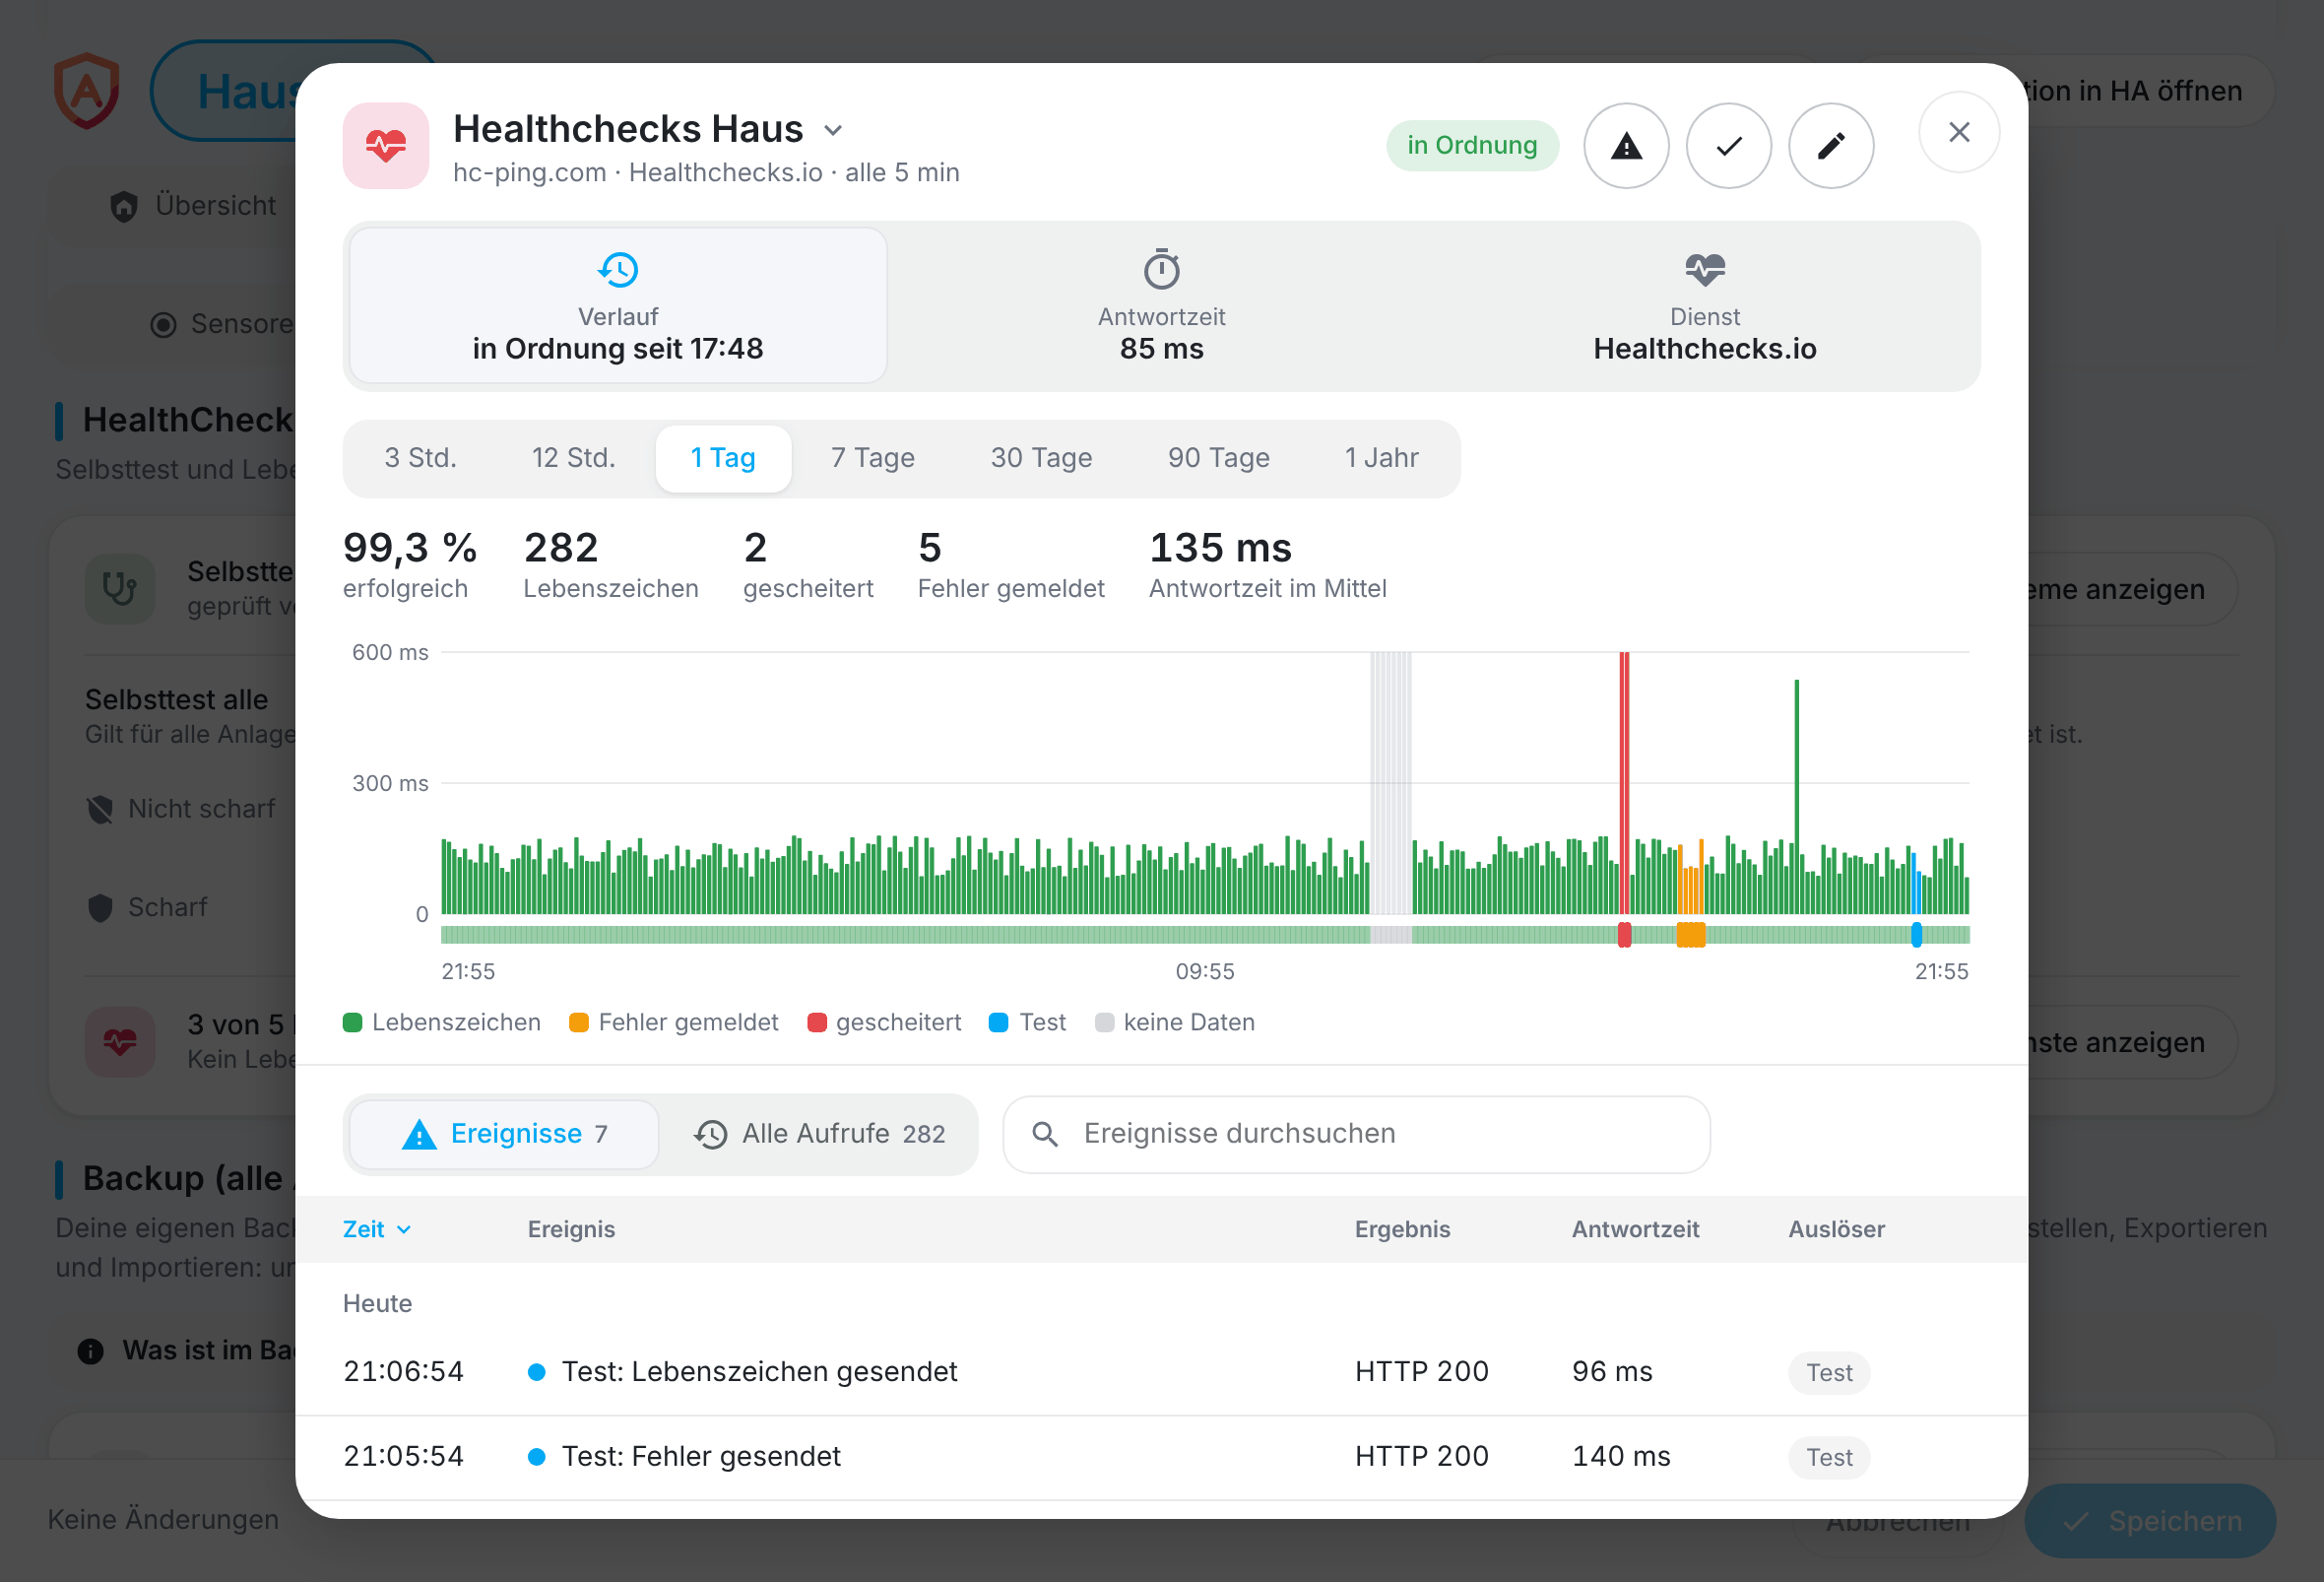 Haus
tion in HA öffnen
Healthchecks Haus
hc-ping.com · Healthchecks.io · alle 5 min
in Ordnung
Übersicht
Sensore
Verlauf
in Ordnung seit 17:48
Antwortzeit
85 ms
Dienst
Healthchecks.io
HealthCheck
Selbsttest und Lebe
3 Std.
12 Std.
1 Tag
7 Tage
30 Tage
90 Tage
1 Jahr
99,3 %
erfolgreich
282
Lebenszeichen
2
gescheitert
5
Fehler gemeldet
135 ms
Antwortzeit im Mittel
Selbstte
geprüft v
eme anzeigen
Selbsttest alle
Gilt für alle Anlage
et ist.
Nicht scharf
Scharf
600 ms
300 ms
0
21:55
09:55
21:55
Lebenszeichen
Fehler gemeldet
gescheitert
Test
keine Daten
3 von 5
Kein Lebe
nste anzeigen
Ereignisse 7
Alle Aufrufe 282
Ereignisse durchsuchen
Backup (alle
Deine eigenen Back
stellen, Exportieren
und Importieren: un
Was ist im Ba
Zeit
Ereignis
Ergebnis
Antwortzeit
Auslöser
Heute
21:06:54
Test: Lebenszeichen gesendet
HTTP 200
96 ms
Test
21:05:54
Test: Fehler gesendet
HTTP 200
140 ms
Test
Keine Änderungen
Abbrechen
Speichern